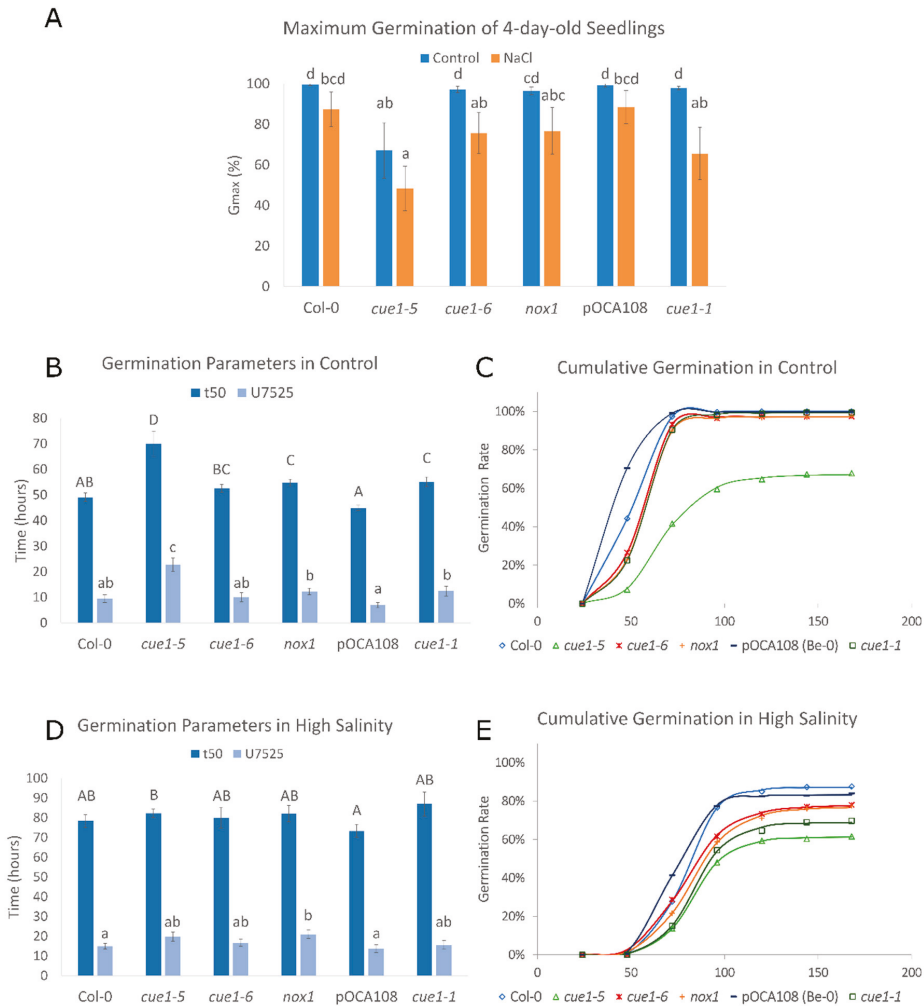 A
Maximum Germination of 4-day-old Seedlings
Control NaCl
d bcd ab a d ab cd abc d bcd d ab
100
80
60
40
20
0
Gmax (%)
Col-0 cue1-5 cue1-6 nox1 pOCA108 cue1-1
B
Germination Parameters in Control
t50 U7525
80
70
60
50
40
30
20
10
0
Time (hours)
AB ab D c BC ab C b A a C b
Col-0 cue1-5 cue1-6 nox1 pOCA108 cue1-1
C
Cumulative Germination in Control
100%
80%
60%
40%
20%
0%
Germination Rate
0 50 100 150 200
Col-0 cue1-5 cue1-6 nox1 pOCA108 (Be-0) cue1-1
D
Germination Parameters in High Salinity
t50 U7525
100
90
80
70
60
50
40
30
20
10
0
Time (hours)
AB a B ab AB ab AB b A a AB ab
Col-0 cue1-5 cue1-6 nox1 pOCA108 cue1-1
E
Cumulative Germination in High Salinity
100%
80%
60%
40%
20%
0%
Germination Rate
0 50 100 150 200
Col-0 cue1-5 cue1-6 nox1 pOCA108 (Be-0) cue1-1